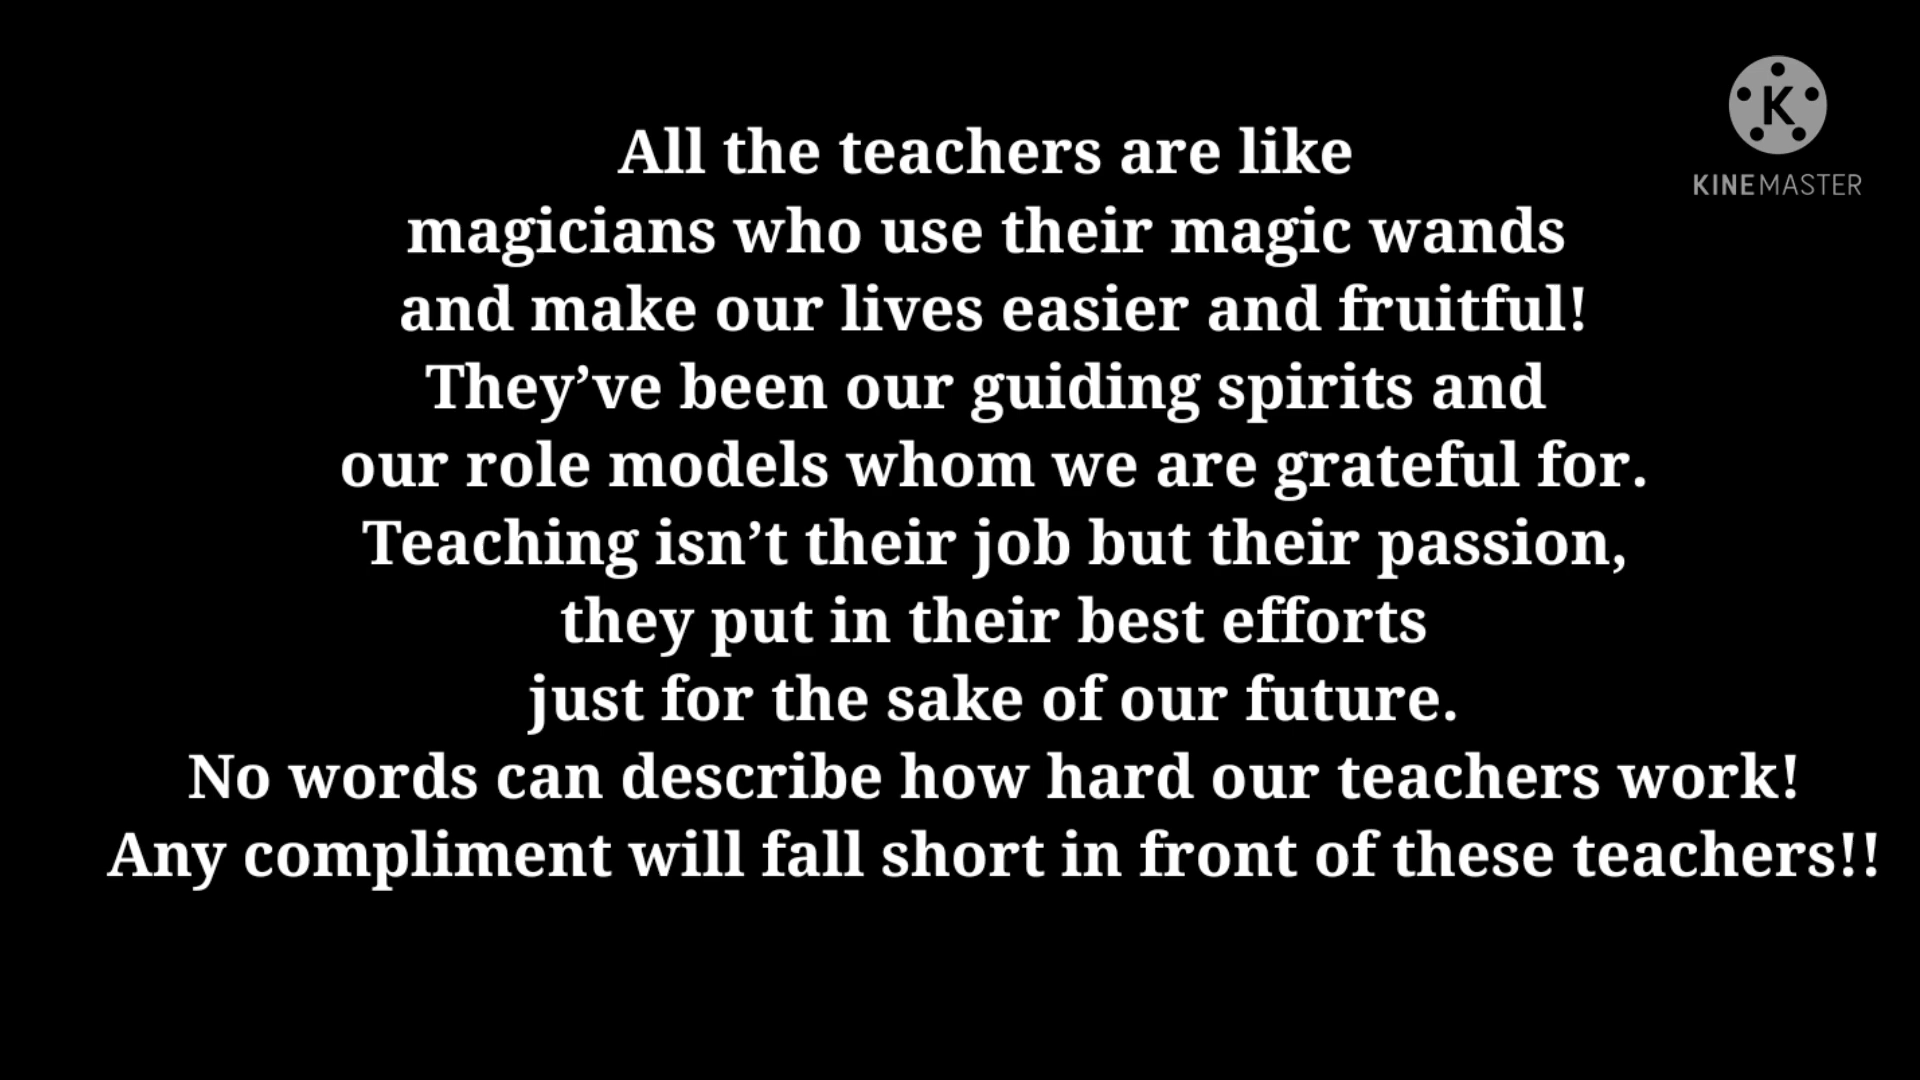 K
KINEMASTER
All the teachers are like
magicians who use their magic wands
and make our lives easier and fruitful!
They’ve been our guiding spirits and
our role models whom we are grateful for.
Teaching isn’t their job but their passion,
they put in their best efforts
just for the sake of our future.
No words can describe how hard our teachers work!
Any compliment will fall short in front of these teachers!!